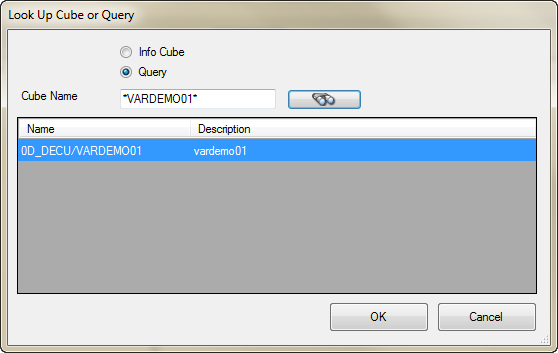 Look Up Cube or Query
Info Cube
Query
Cube Name *VARDEMO01*
Name Description
0D_DECU/VARDEMO01 vardemo01
OK Cancel